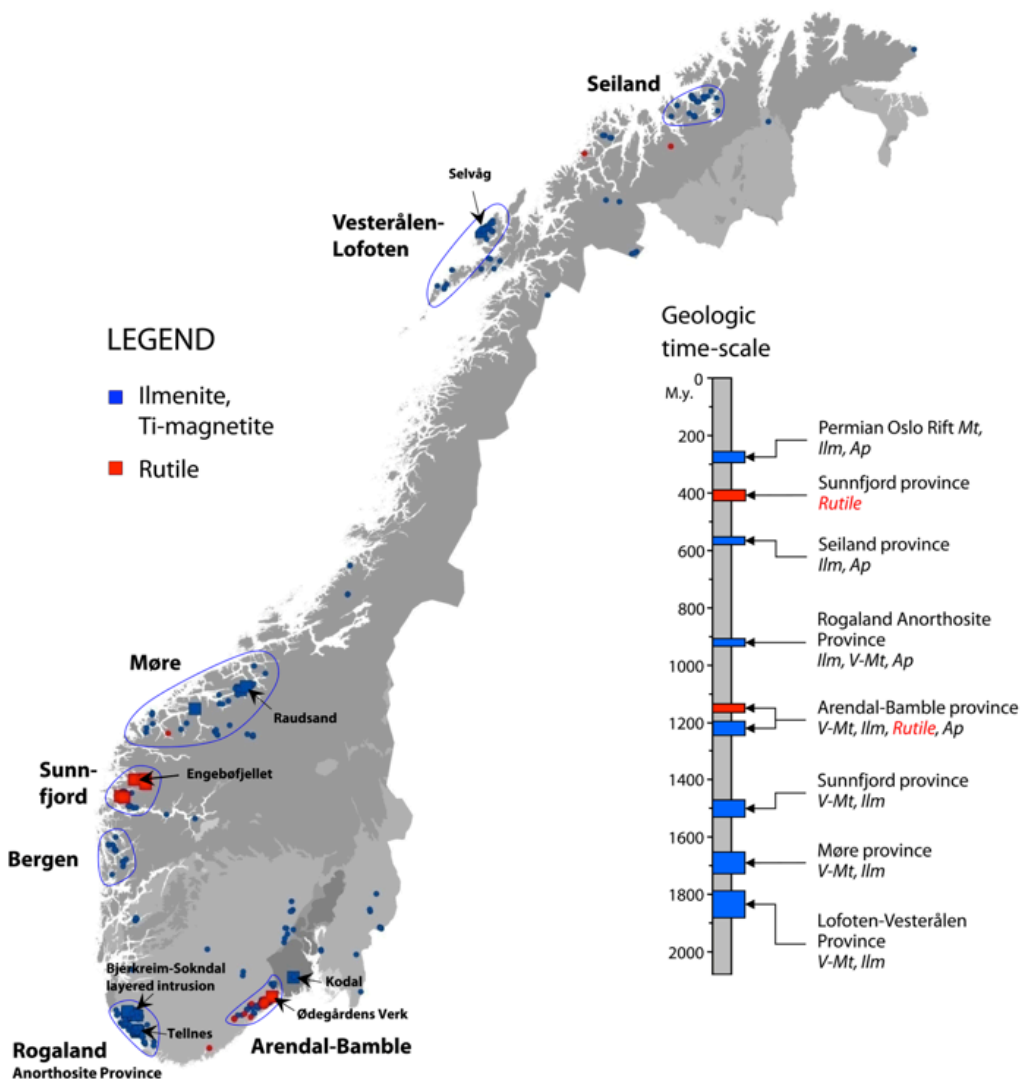 Seiland
Selvåg
Vesterålen-
Lofoten
LEGEND
Ilmenite,
Ti-magnetite
Rutile
Møre
Raudsand
Sunn-
fjord
Engebøfjellet
Bergen
Bjerkreim-Sokndal
layered intrusion
Tellnes
Rogaland
Anorthosite Province
Kodal
Ødegårdens Verk
Arendal-Bamble
Geologic
time-scale
0
M.y.
200
400
600
800
1000
1200
1400
1600
1800
2000
Permian Oslo Rift Mt,
Ilm, Ap
Sunnfjord province
Rutile
Seiland province
Ilm, Ap
Rogaland Anorthosite
Province
Ilm, V-Mt, Ap
Arendal-Bamble province
V-Mt, Ilm, Rutile, Ap
Sunnfjord province
V-Mt, Ilm
Møre province
V-Mt, Ilm
Lofoten-Vesterålen
Province
V-Mt, Ilm